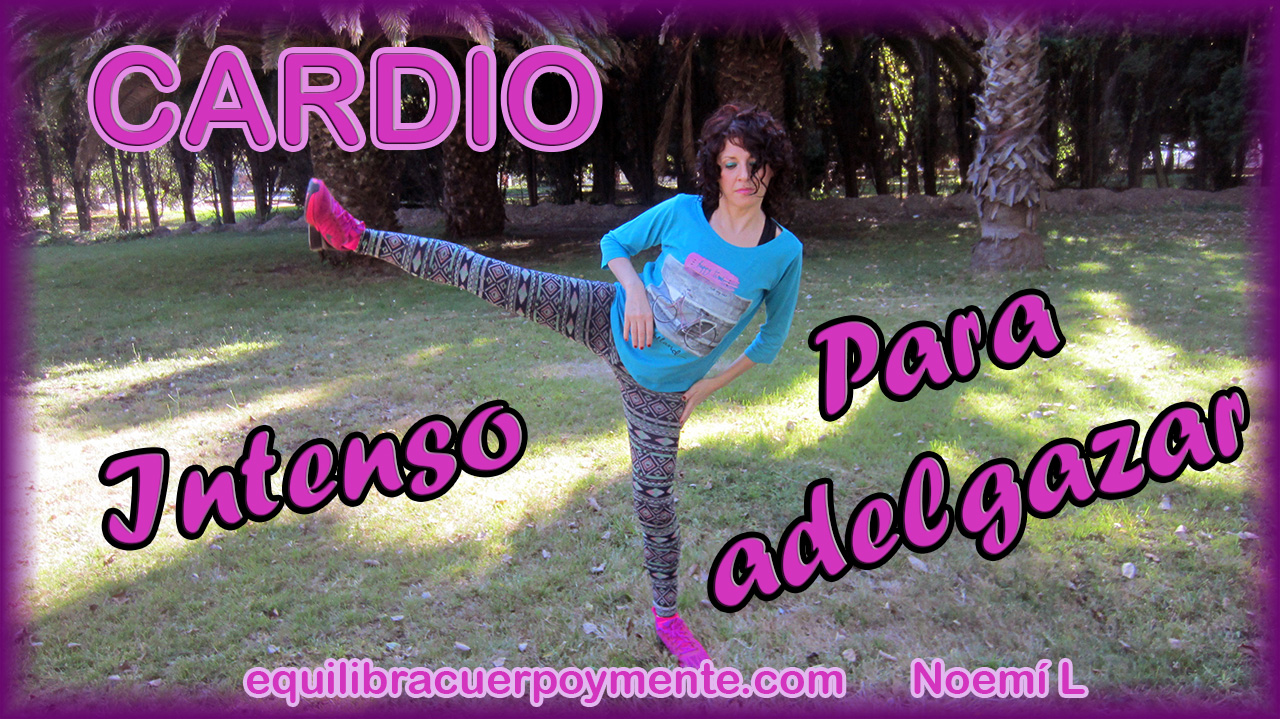 CARDIO
Intenso
Para
adelgazar
equilibracuerpoymente.com Noemí L